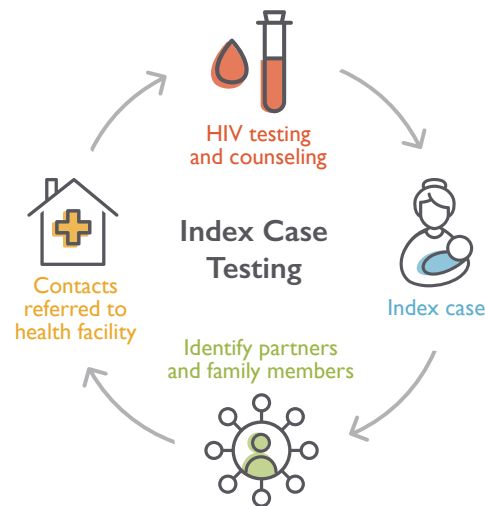 HIV testing
and counseling
Index Case
Testing
Index case
Identify partners
and family members
Contacts
referred to
health facility